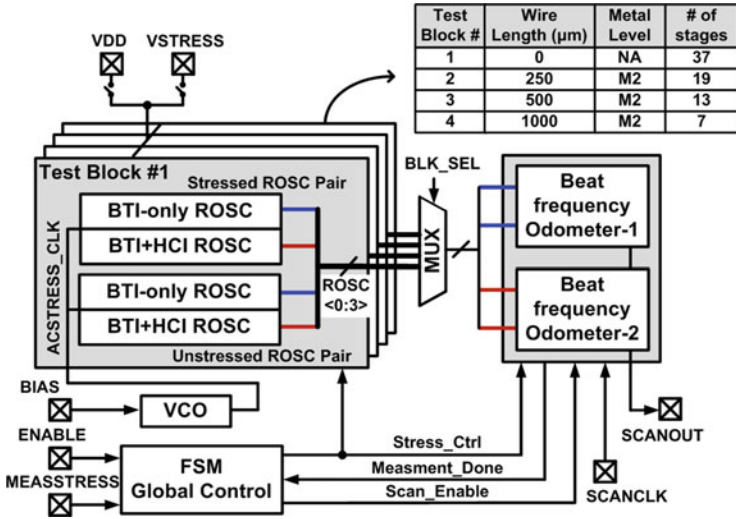 VDD VSTRESS
Test Block # Wire Length (µm) Metal Level # of stages
1 0 NA 37
2 250 M2 19
3 500 M2 13
4 1000 M2 7
Test Block #1
Stressed ROSC Pair
BTI-only ROSC
BTI+HCI ROSC
BTI-only ROSC
BTI+HCI ROSC
Unstressed ROSC Pair
ACSTRESS_CLK
ROSC
<0:3>
BLK_SEL
MUX
Beat
frequency
Odometer-1
Beat
frequency
Odometer-2
BIAS
VCO
ENABLE
MEASSTRESS
FSM
Global Control
Stress_Ctrl
Measment_Done
Scan_Enable
SCANOUT
SCANCLK